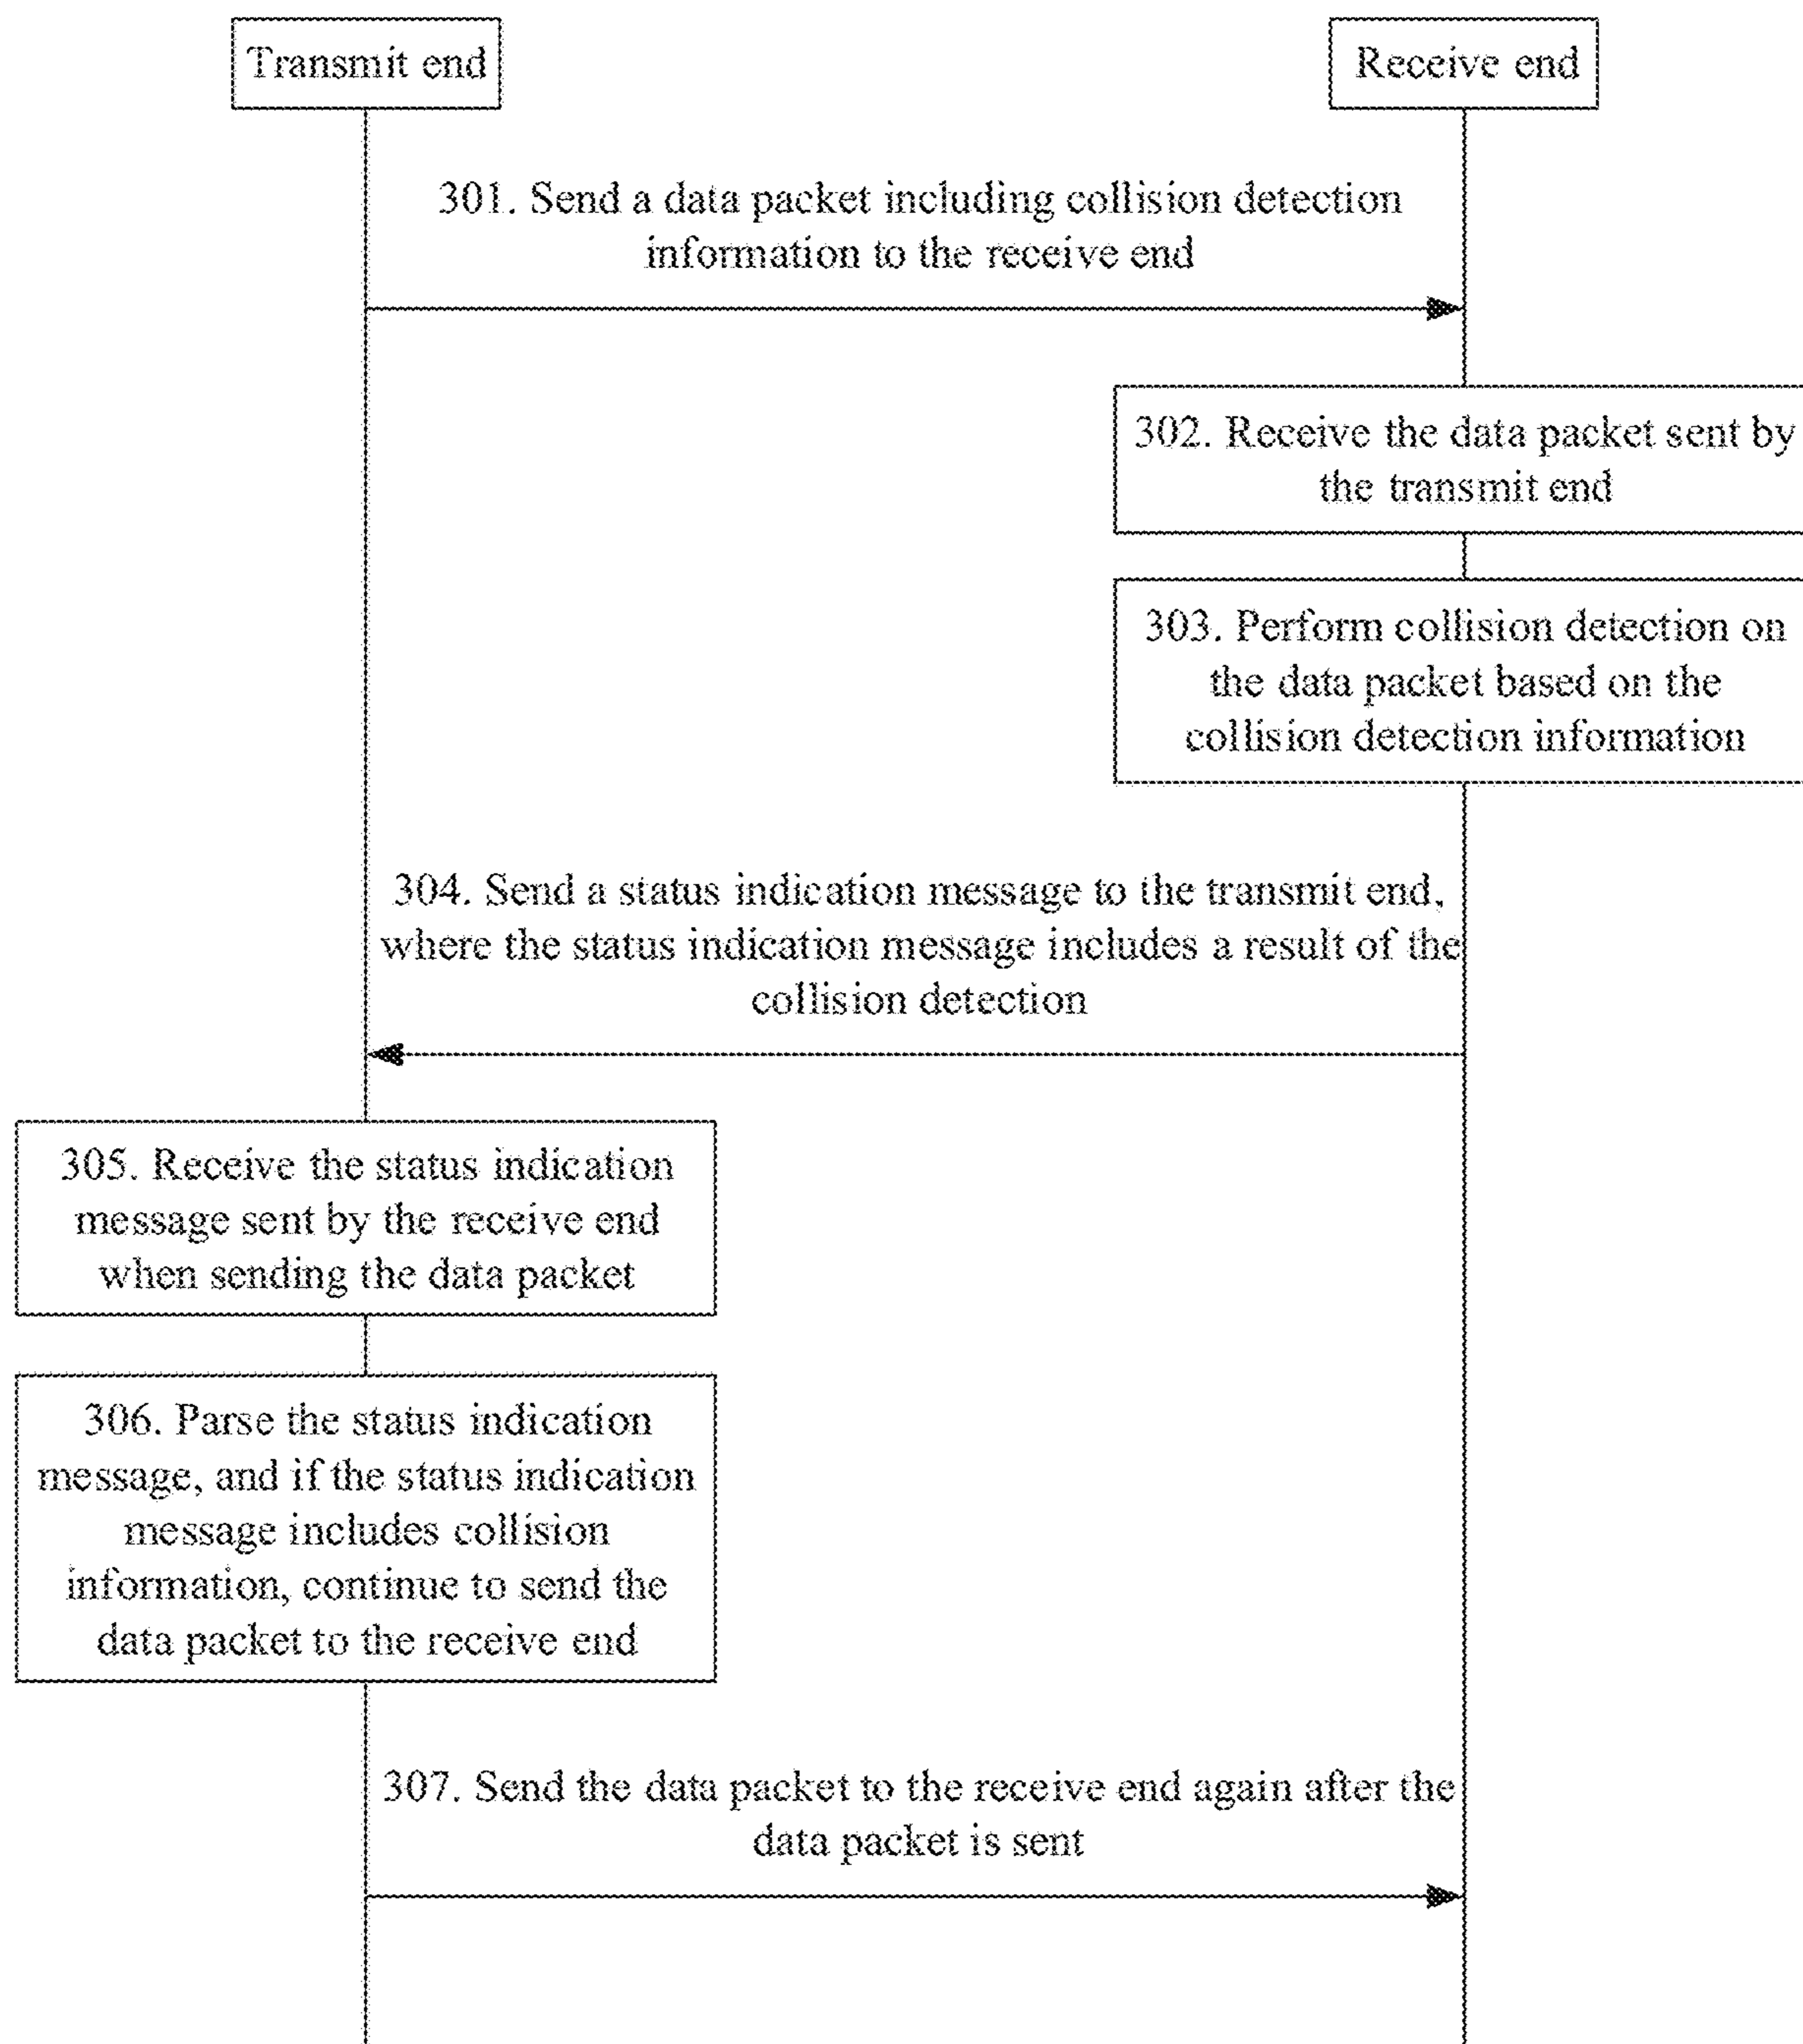 Transmit end
Receive end
301. Send a data packet including collision detection
information to the receive end
302. Receive the data packet sent by
the transmit end
303. Perform collision detection on
the data packet based on the
collision detection information
304. Send a status indication message to the transmit end,
where the status indication message includes a result of the
collision detection
305. Receive the status indication
message sent by the receive end
when sending the data packet
306. Parse the status indication
message, and if the status indication
message includes collision
information, continue to send the
data packet to the receive end
307. Send the data packet to the receive end again after the
data packet is sent